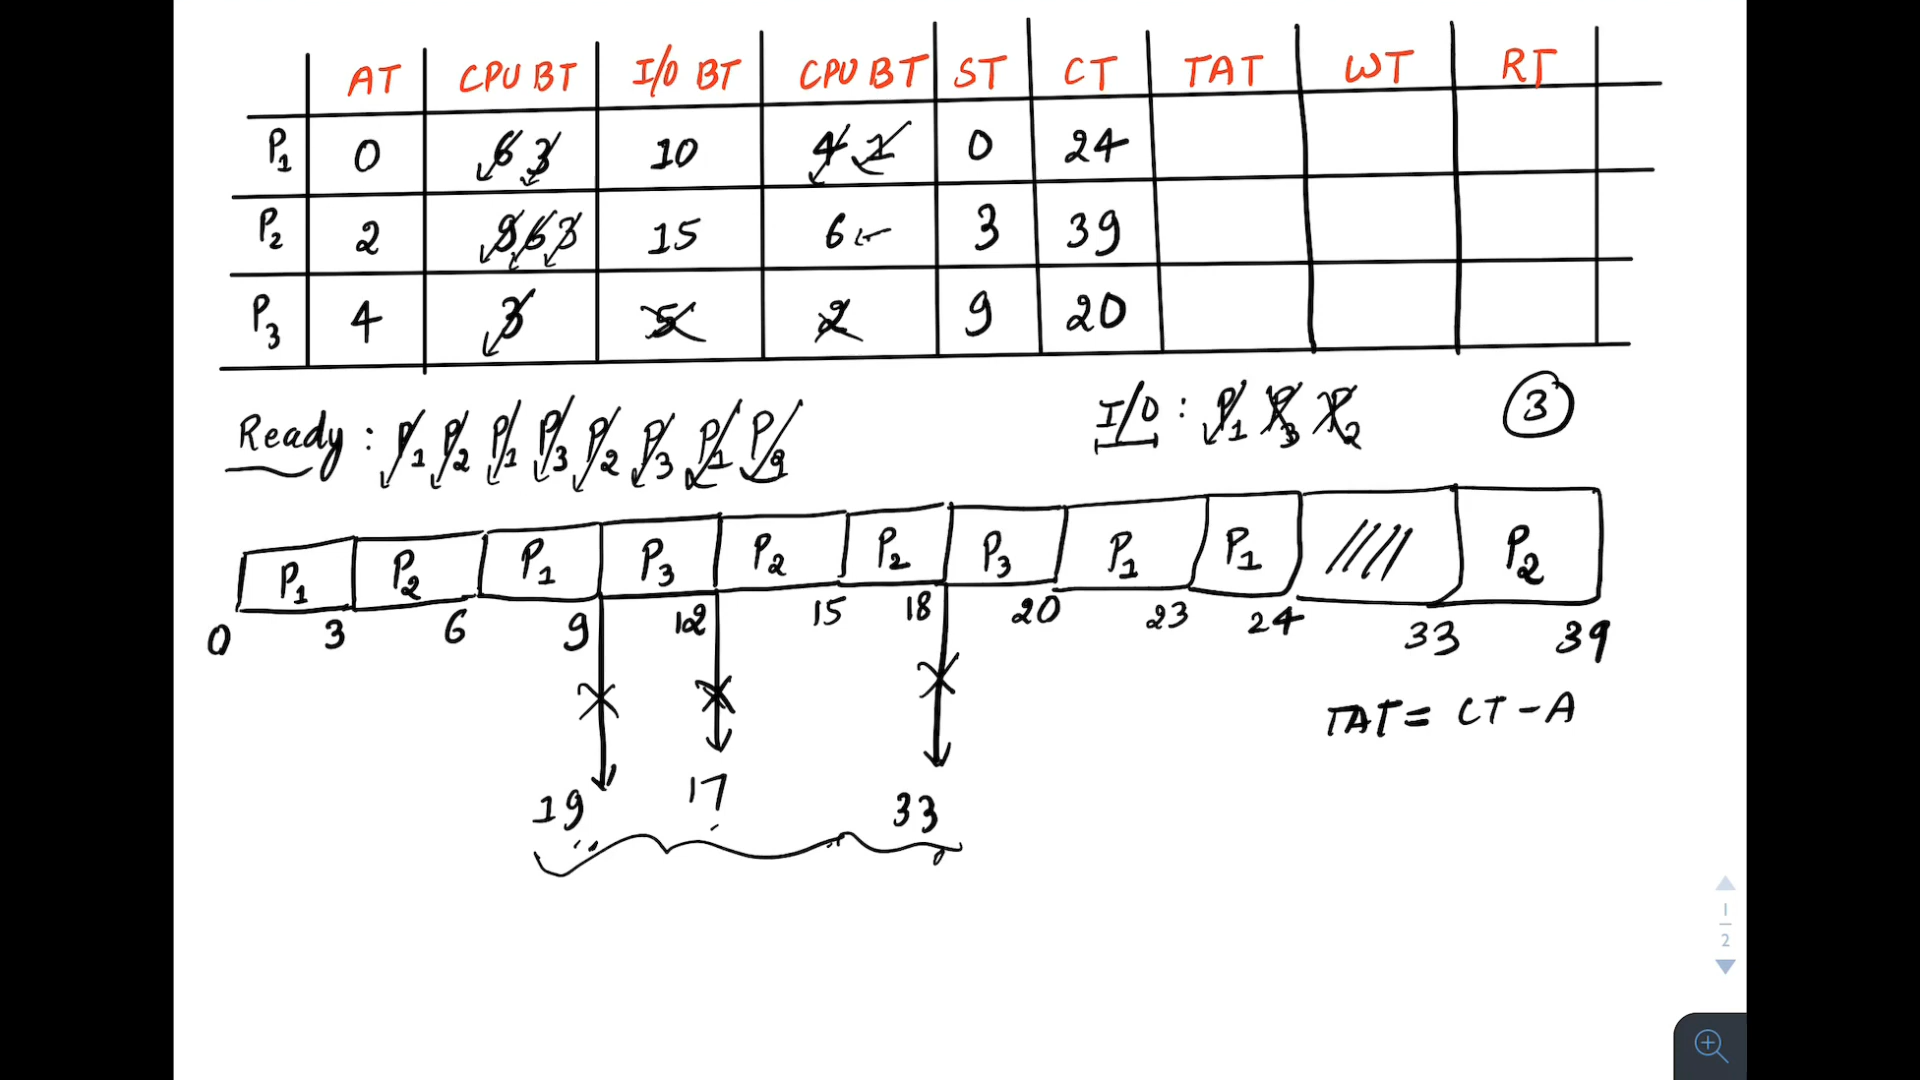 AT CPU BT I/O BT CPU BT ST CT TAT WT RT
P1 0 6 3 10 4 1 0 24
P2 2 9 6 3 15 6 3 39
P3 4 3 5 2 9 20
Ready : P1 P2 P1 P3 P2 P3 P1 P1
I/O : P1 P3 P2
3
P1 P2 P1 P3 P2 P2 P3 P1 P1 P2
0 3 6 9 12 15 18 20 23 24 33 39
TAT = CT - A
19 17 33
1
2